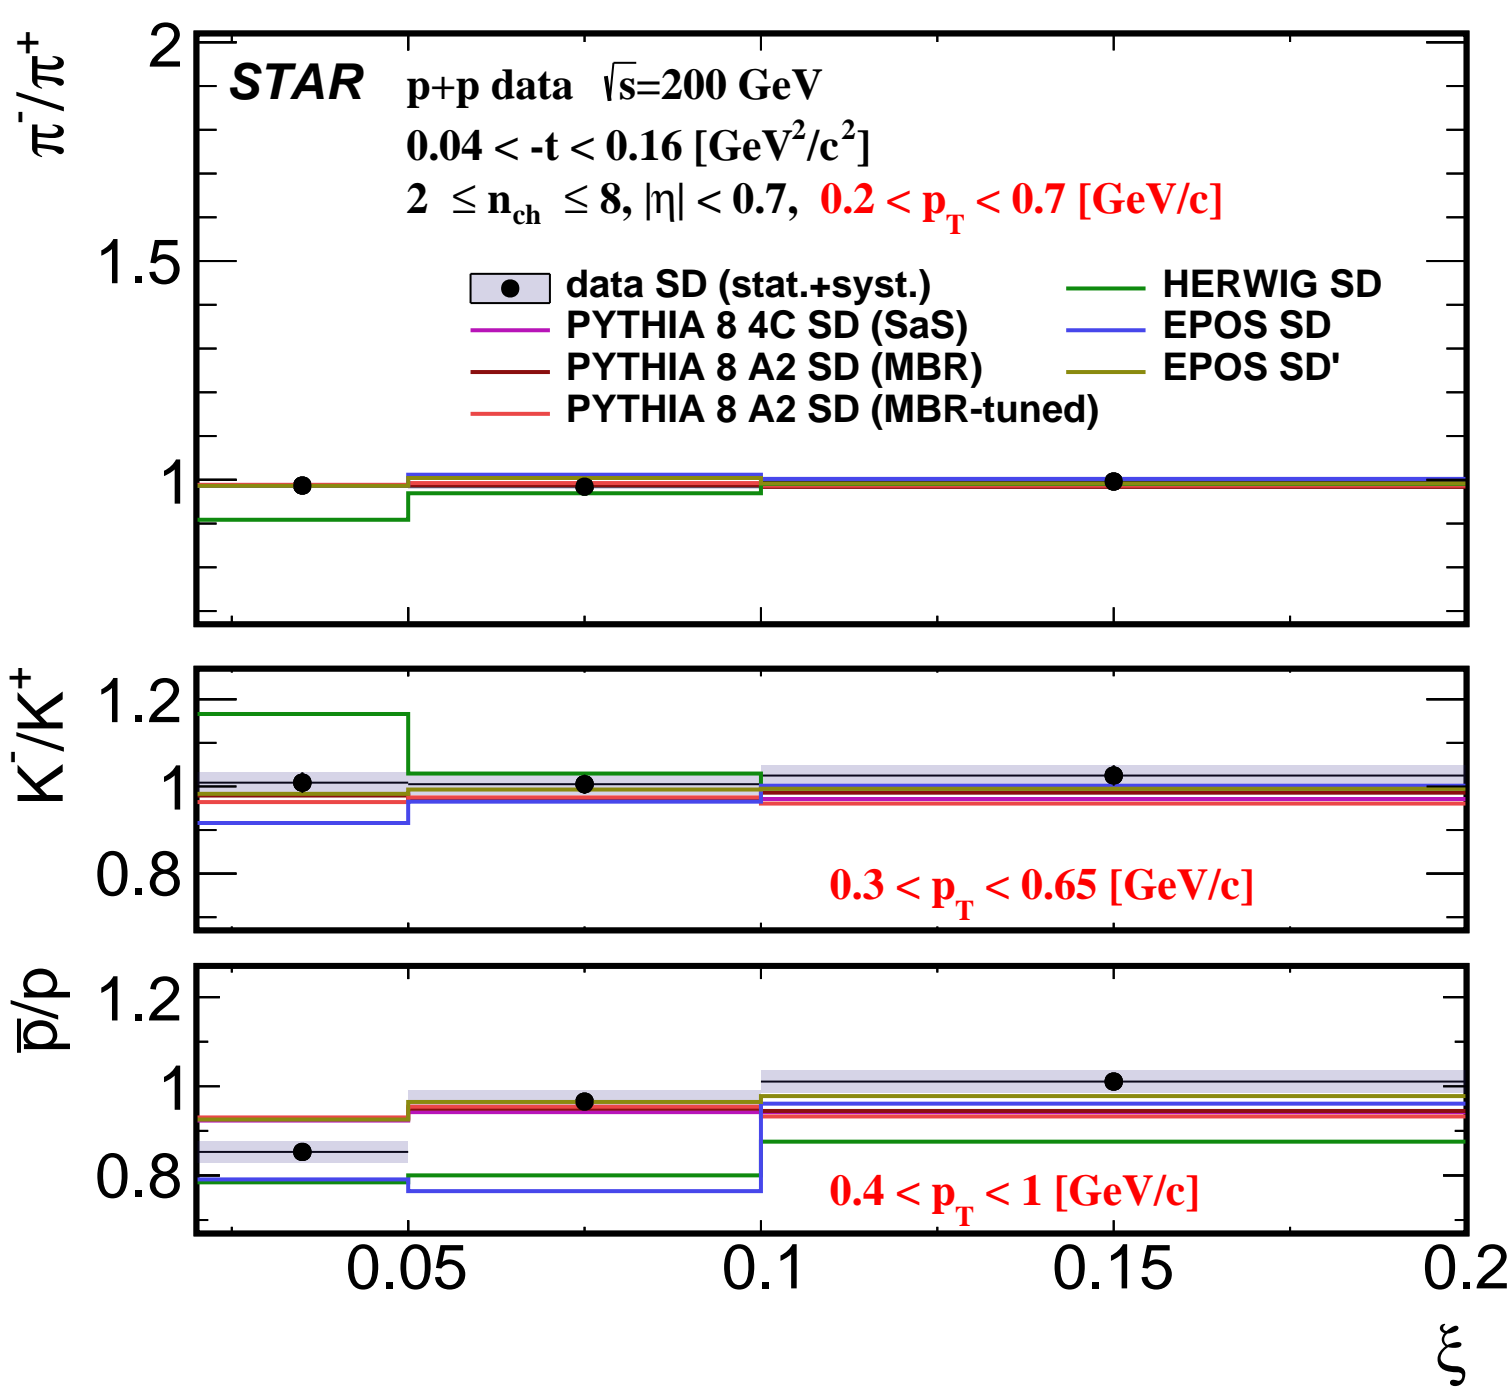 π⁻/π⁺
2
1.5
1
STAR p+p data √s=200 GeV
0.04 < -t < 0.16 [GeV²/c²]
2 ≤ n_ch ≤ 8, |η| < 0.7, 0.2 < p_T < 0.7 [GeV/c]
data SD (stat.+syst.)
PYTHIA 8 4C SD (SaS)
PYTHIA 8 A2 SD (MBR)
PYTHIA 8 A2 SD (MBR-tuned)
HERWIG SD
EPOS SD
EPOS SD'
K⁻/K⁺
1.2
1
0.8
0.3 < p_T < 0.65 [GeV/c]
p̅/p
1.2
1
0.8
0.4 < p_T < 1 [GeV/c]
0.05 0.1 0.15 0.2
ξ